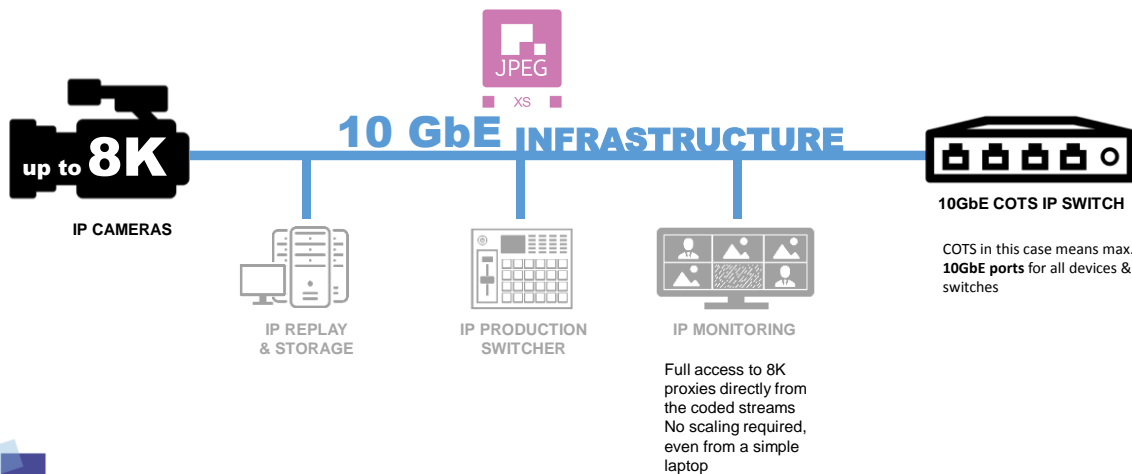 JPEG
XS
10 GbE INFRASTRUCTURE
up to 8K
IP CAMERAS
10GbE COTS IP SWITCH
COTS in this case means max.
10GbE ports for all devices &
switches
IP REPLAY
& STORAGE
IP PRODUCTION
SWITCHER
IP MONITORING
Full access to 8K
proxies directly from
the coded streams
No scaling required,
even from a simple
laptop